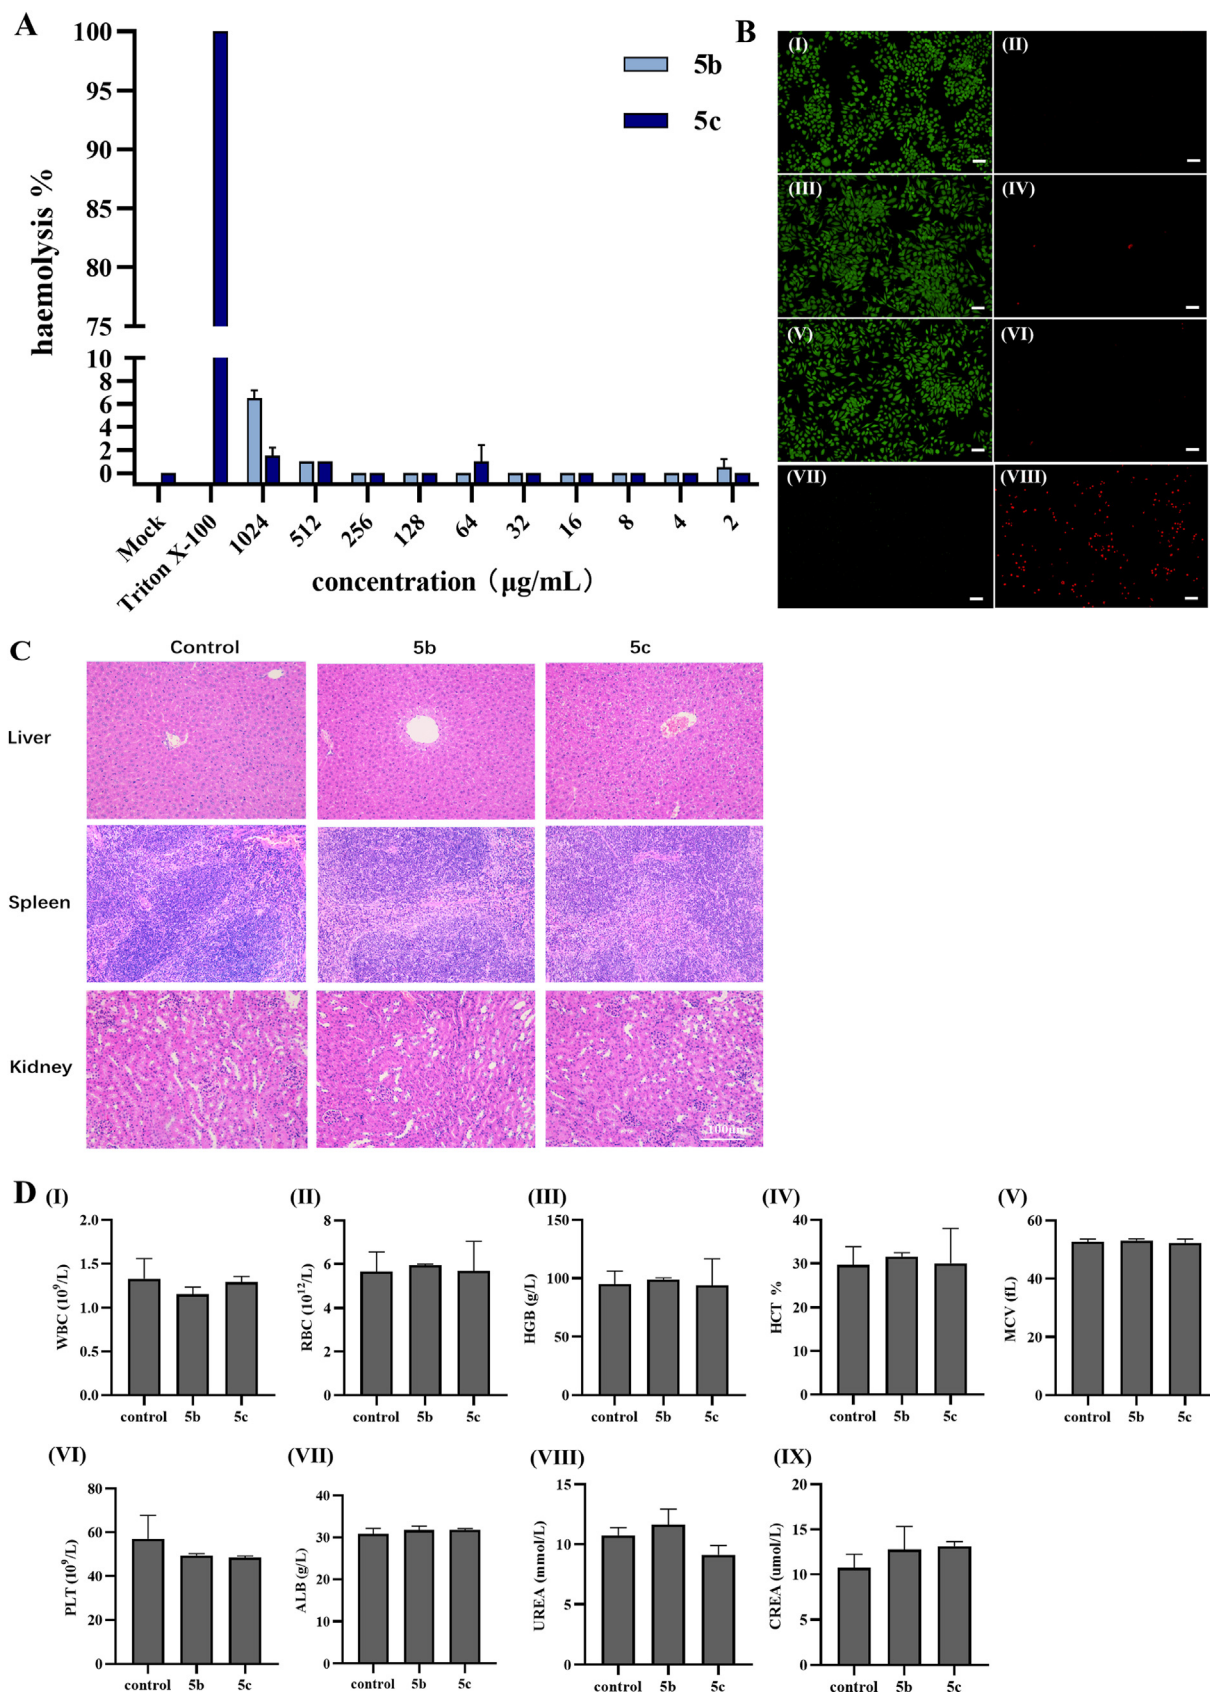 A
haemolysis %
100
95
90
85
80
75
10
8
6
4
2
0
5b
5c
Mock
Triton X-100
1024
512
256
128
64
32
16
8
4
2
concentration（μg/mL）
B
(I)
(II)
(III)
(IV)
(V)
(VI)
(VII)
(VIII)
C
Control
5b
5c
Liver
Spleen
Kidney
100μm
D
(I)
WBC (10⁹/L)
2.0
1.5
1.0
0.5
0.0
control
5b
5c
(II)
RBC (10¹²/L)
8
6
4
2
0
control
5b
5c
(III)
HGB (g/L)
150
100
50
0
control
5b
5c
(IV)
HCT %
40
30
20
10
0
control
5b
5c
(V)
MCV (fL)
60
40
20
0
control
5b
5c
(VI)
PLT (10⁹/L)
80
60
40
20
0
control
5b
5c
(VII)
ALB (g/L)
40
30
20
10
0
control
5b
5c
(VIII)
UREA (mmol/L)
15
10
5
0
control
5b
5c
(IX)
CREA (umol/L)
20
15
10
5
0
control
5b
5c